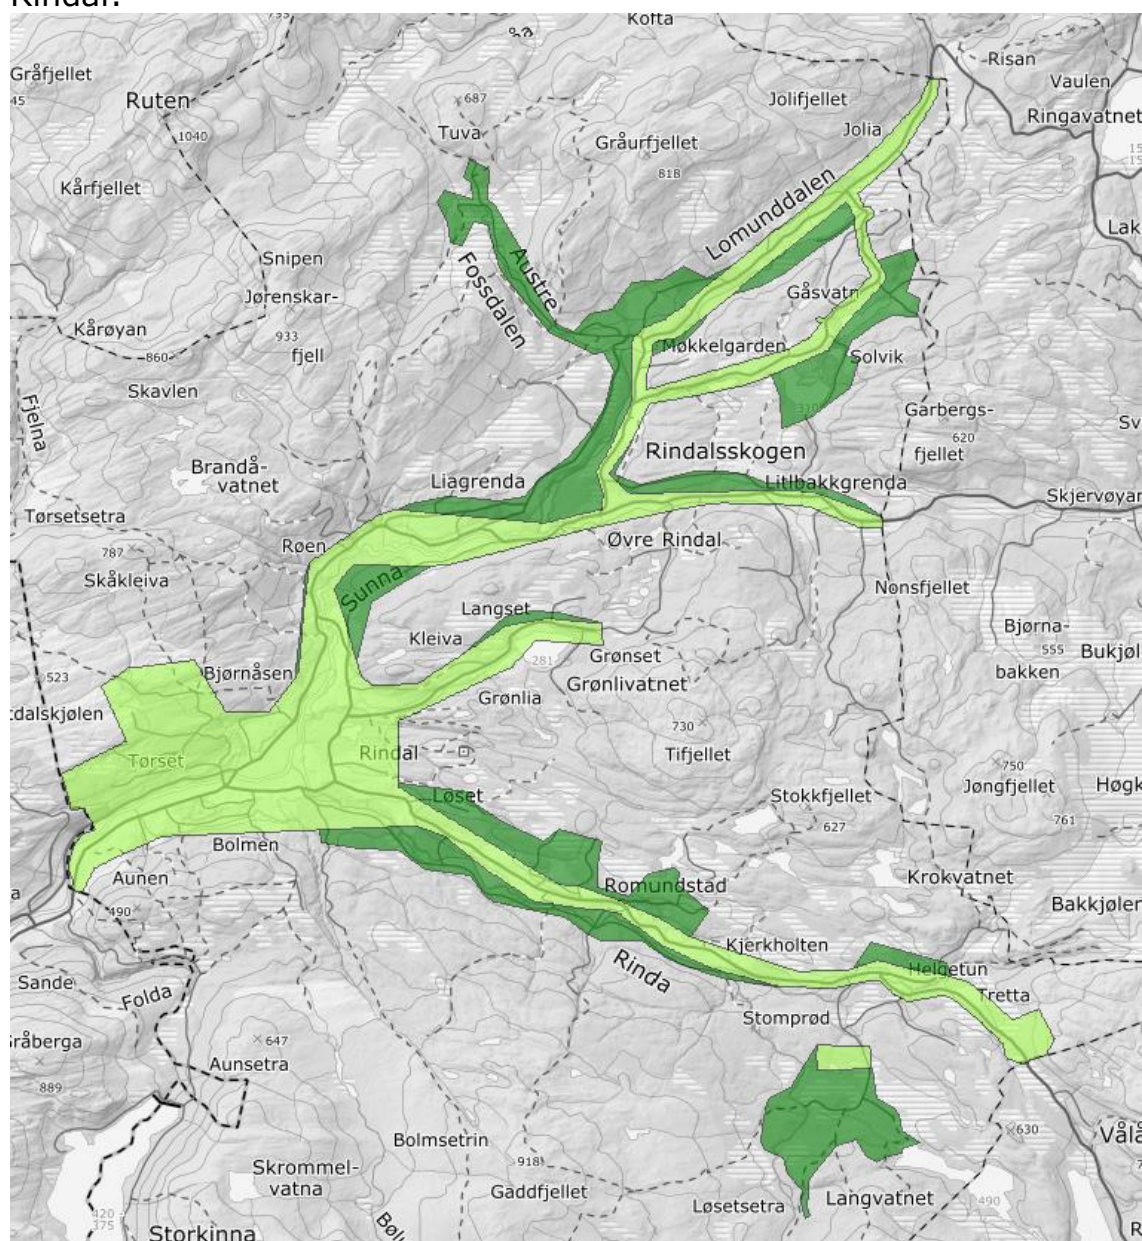 Rindal.
Kofta
Risan
Gråfjellet
Vaulen
687
Jolifjellet
Ruten
Ringavatnet
1040
Tuva
Jolia
Gråurfjellet
818
Kårfjellet
Lomunddalen
Lak
Snipen
Austre
Fossdalen
Jørenskar-
Gåsvatn
Kårøyan
933
fjell
860
Møkkelgarden
Solvik
Skavlen
Fjelna
Garbergs-
Sv
620
fjellet
Rindalsskogen
Brandå-
vatnet
Liagrenda
Litlbakkgrenda
Skjervøyan
Tørsetsetra
Røen
Øvre Rindal
787
Skåkleiva
Sunna
Nonsfjellet
Langset
Bjørna-
Kleiva
555
Bukjøl
281
Grønset
bakken
523
Bjørnåsen
Grønlivatnet
Grønlia
tdalskjølen
730
Tørset
Rindal
Tifjellet
750
Jøngfjellet
Høgk
Løset
Stokkfjellet
761
627
Bolmen
Aunen
Krokvatnet
Romundstad
490
Bakkjølen
Kjerkholten
Rinda
Helgetun
Sande
Folda
Tretta
Stomprød
råberga
647
Aunsetra
889
630
Vålå
Bolmsetrin
918
Skrommel-
vatna
Gaddfjellet
Løsetsetra
Langvatnet
490
420
375
Storkinna
Bøl
R